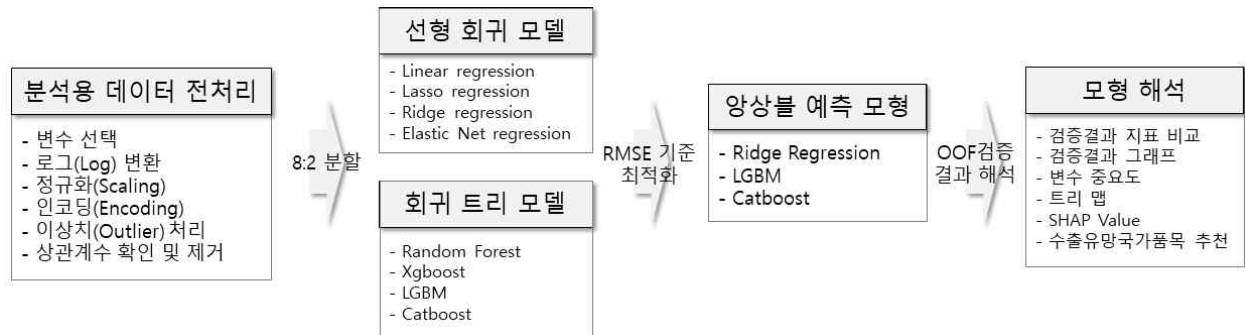 분석용 데이터 전처리
- 변수 선택
- 로그(Log) 변환
- 정규화(Scaling)
- 인코딩(Encoding)
- 이상치(Outlier) 처리
- 상관계수 확인 및 제거
8:2 분할
선형 회귀 모델
- Linear regression
- Lasso regression
- Ridge regression
- Elastic Net regression
회귀 트리 모델
- Random Forest
- Xgboost
- LGBM
- Catboost
RMSE 기준
최적화
앙상블 예측 모형
- Ridge Regression
- LGBM
- Catboost
OOF검증
결과 해석
모형 해석
- 검증결과 지표 비교
- 검증결과 그래프
- 변수 중요도
- 트리 맵
- SHAP Value
- 수출유망국가품목 추천